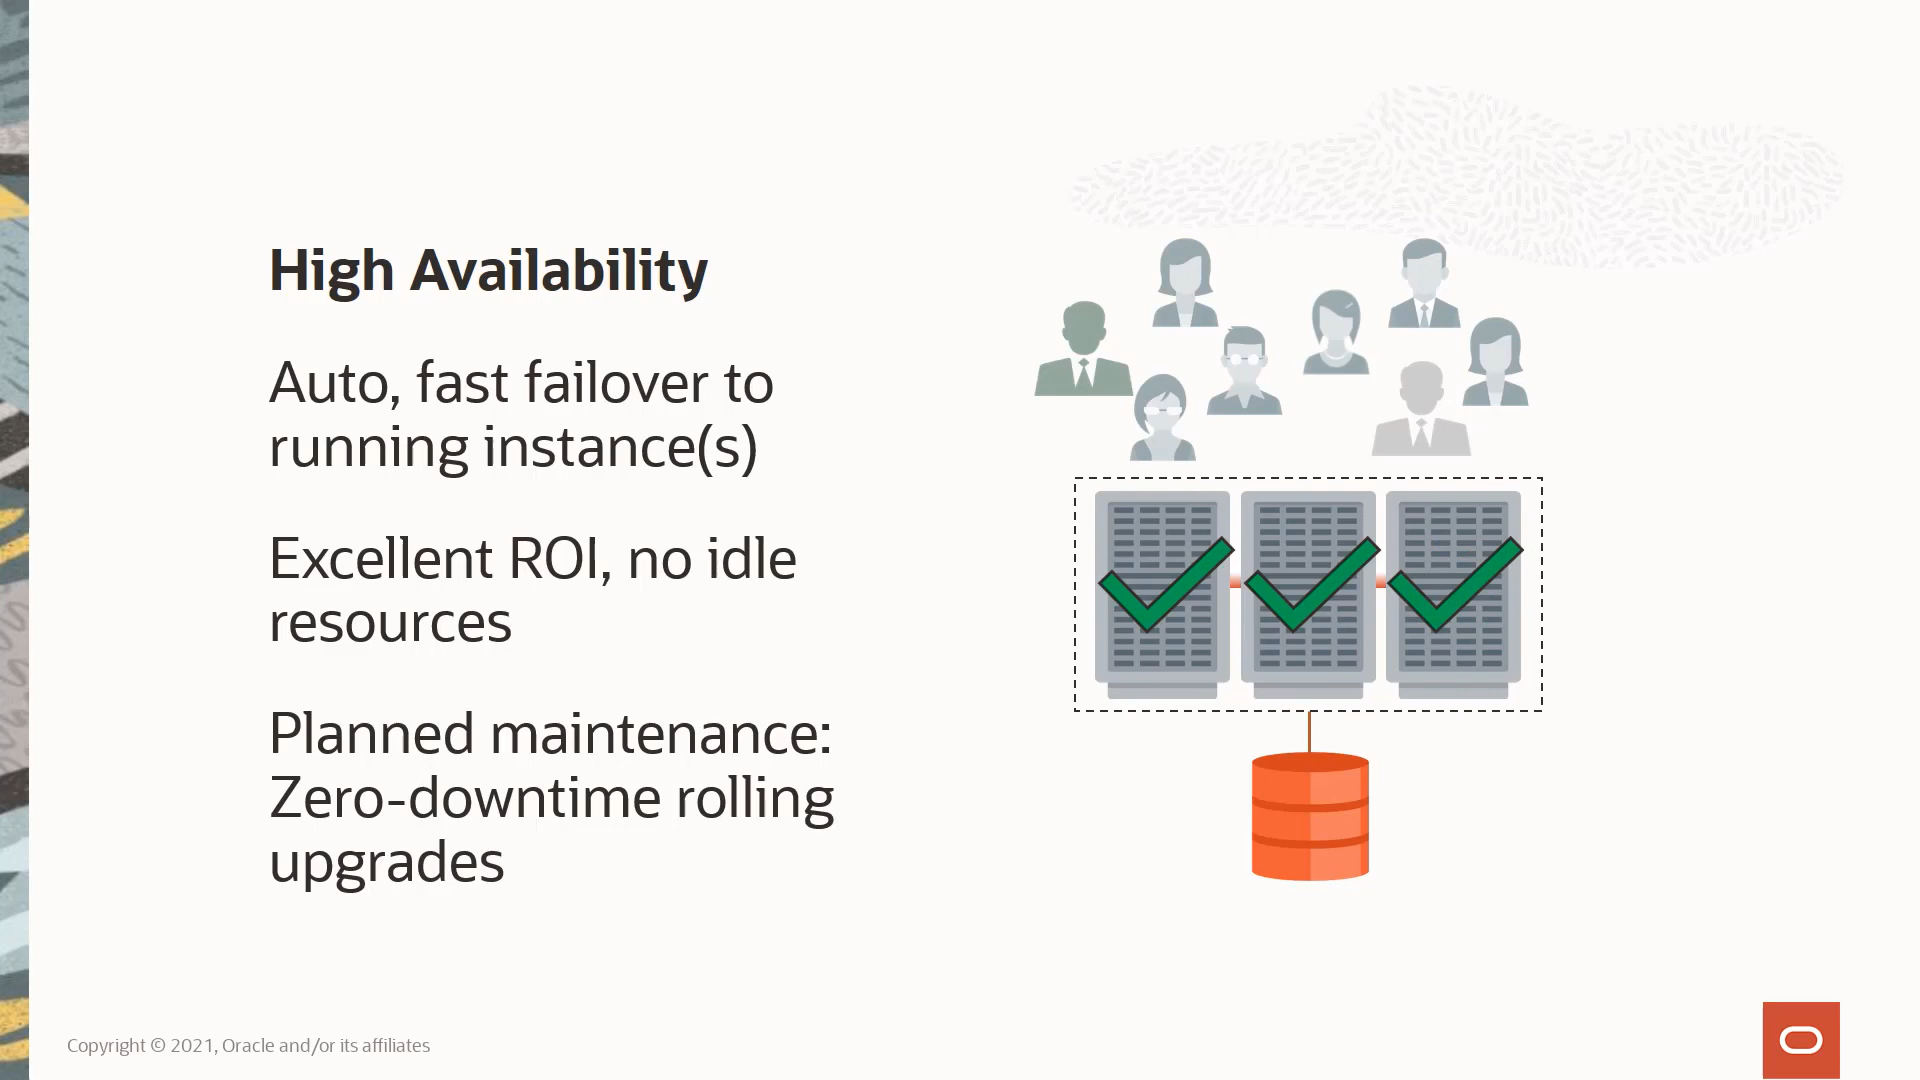 High Availability
Auto, fast failover to
running instance(s)
Excellent ROI, no idle
resources
Planned maintenance:
Zero-downtime rolling
upgrades
Copyright © 2021, Oracle and/or its affiliates